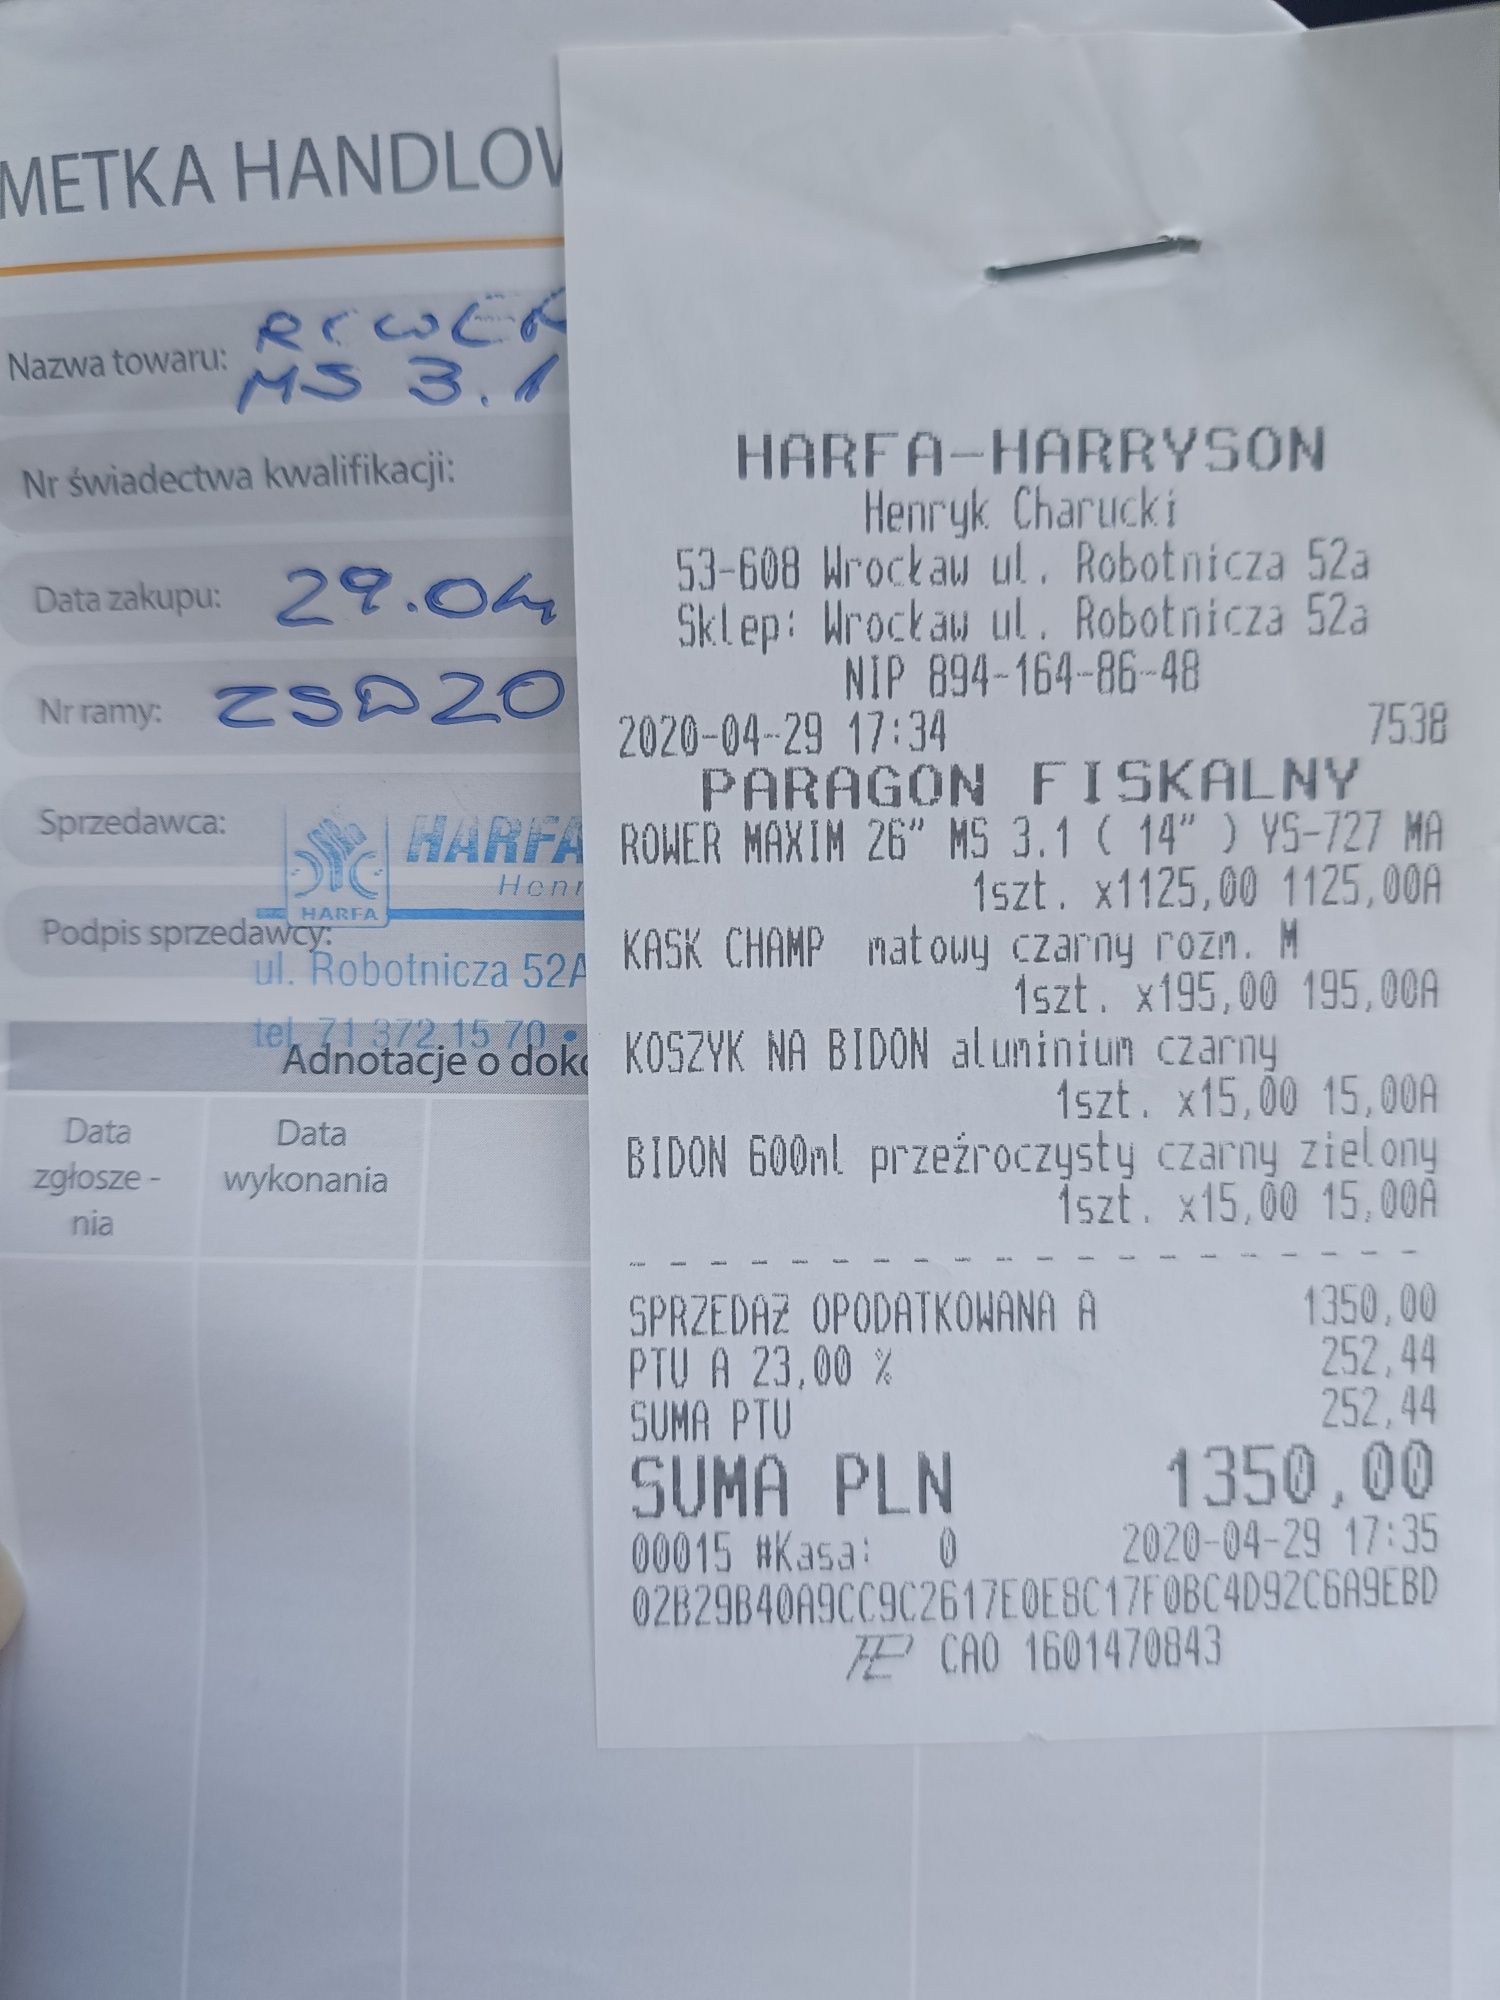 METKA HANDLOW
Nazwa towaru: ROWER
MS 3.1
Nr świadectwa kwalifikacji:
Data zakupu: 29.04
Nr ramy: ZSD20
Sprzedawca: HARFA
Henr
HARFA
Podpis sprzedawcy:
ul. Robotnicza 52A
tel. 71 372 15 70 •
Adnotacje o doko
Data
zgłosze -
nia
Data
wykonania
HARFA-HARRYSON
Henryk Charucki
53-608 Wrocław ul. Robotnicza 52a
Sklep: Wrocław ul. Robotnicza 52a
NIP 894-164-86-48
2020-04-29 17:34 7538
PARAGON FISKALNY
ROWER MAXIM 26" MS 3.1 ( 14" ) YS-727 MA
1szt. x1125,00 1125,00A
KASK CHAMP matowy czarny rozm. M
1szt. x195,00 195,00A
KOSZYK NA BIDON aluminium czarny
1szt. x15,00 15,00A
BIDON 600ml przeźroczysty czarny zielony
1szt. x15,00 15,00A
SPRZEDAŻ OPODATKOWANA A 1350,00
PTU A 23,00 % 252,44
SUMA PTU 252,44
SUMA PLN 1350,00
00015 #Kasa: 0 2020-04-29 17:35
02B29B40A9CC9C2617E0E8C17F0BC4D92C6A9EBD
CAO 1601470843